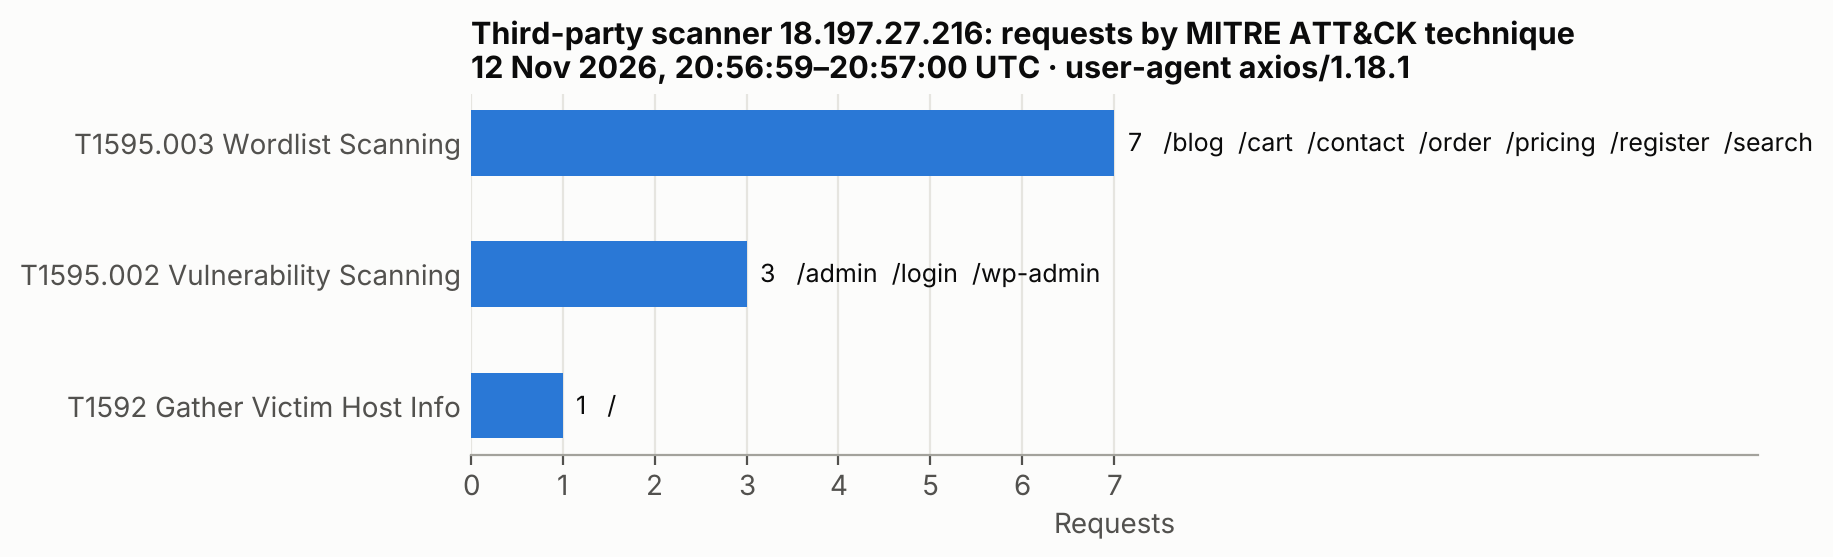 Third-party scanner 18.197.27.216: requests by MITRE ATT&CK technique
12 Nov 2026, 20:56:59–20:57:00 UTC · user-agent axios/1.18.1
T1595.003 Wordlist Scanning
7 /blog /cart /contact /order /pricing /register /search
T1595.002 Vulnerability Scanning
3 /admin /login /wp-admin
T1592 Gather Victim Host Info
1 /
0 1 2 3 4 5 6 7
Requests